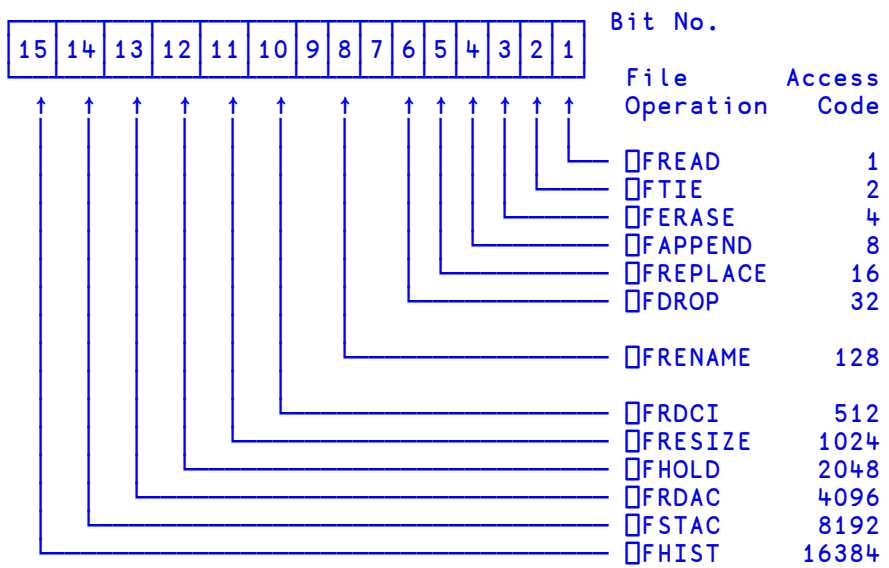 Bit No.
15 14 13 12 11 10 9 8 7 6 5 4 3 2 1
File Access
Operation Code
⎕FREAD 1
⎕FTIE 2
⎕FERASE 4
⎕FAPPEND 8
⎕FREPLACE 16
⎕FDROP 32
⎕FRENAME 128
⎕FRDCI 512
⎕FRESIZE 1024
⎕FHOLD 2048
⎕FRDAC 4096
⎕FSTAC 8192
⎕FHIST 16384